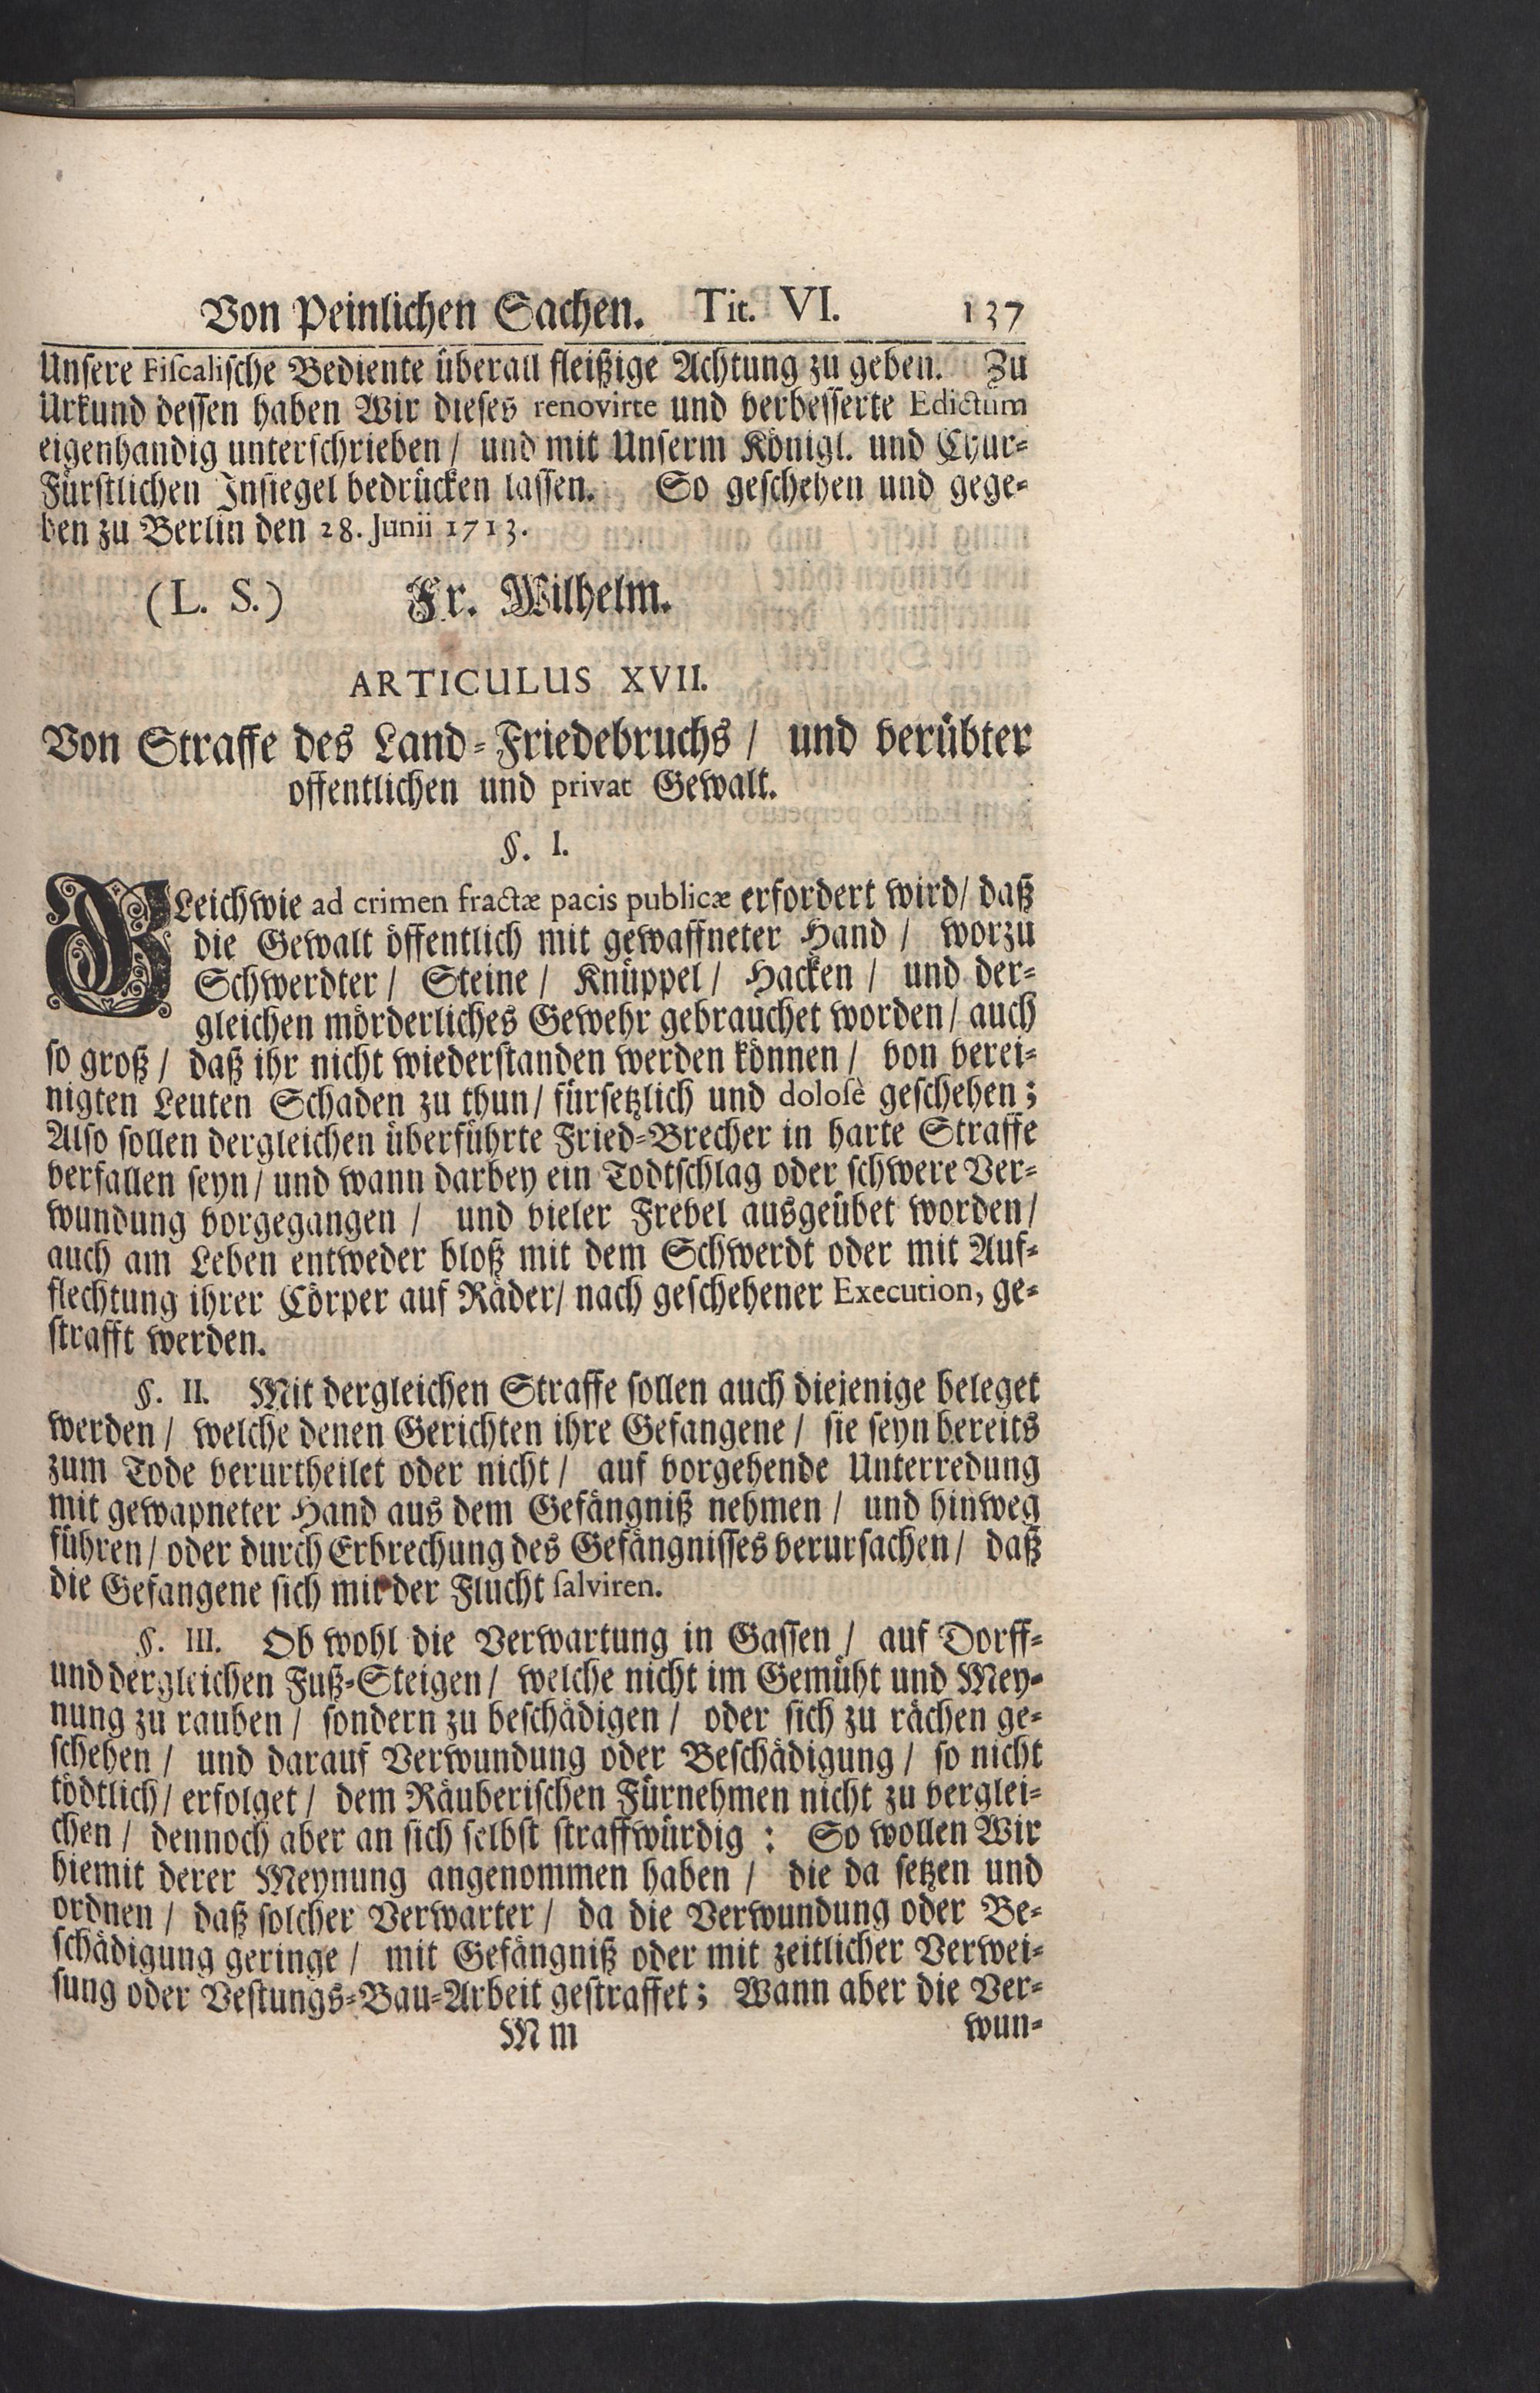 Von Peinlichen Sachen. Tit. VI. 137
Unsere Fiscalische Bediente überall fleißige Achtung zu geben. Zu
Urkund dessen haben Wir dieses renovirte und verbesserte Edictum
eigenhandig unterschrieben / und mit Unserm Königl. und Chur-
Fürstlichen Insiegel bedrücken lassen. So geschehen und gege-
ben zu Berlin den 28. Junii 1713.
(L. S.) Fr. Wilhelm.
ARTICULUS XVII.
Von Straffe des Land-Friedebruchs / und verübter
offentlichen und privat Gewalt.
§. I.
GLeichwie ad crimen fractæ pacis publicæ erfordert wird / daß
die Gewalt öffentlich mit gewaffneter Hand / worzu
Schwerdter / Steine / Knüppel / Hacken / und der-
gleichen mörderliches Gewehr gebrauchet worden / auch
so groß / daß ihr nicht wiederstanden werden können / von verei-
nigten Leuten Schaden zu thun / fürsetzlich und dolosè geschehen;
Also sollen dergleichen überführte Fried-Brecher in harte Straffe
verfallen seyn / und wann darbey ein Todtschlag oder schwere Ver-
wundung vorgegangen / und vieler Frevel ausgeübet worden /
auch am Leben entweder bloß mit dem Schwerdt oder mit Auf-
flechtung ihrer Cörper auf Räder / nach geschehener Execution, ge-
strafft werden.
§. II. Mit dergleichen Straffe sollen auch diejenige beleget
werden / welche denen Gerichten ihre Gefangene / sie seyn bereits
zum Tode verurtheilet oder nicht / auf vorgehende Unterredung
mit gewapneter Hand aus dem Gefängniß nehmen / und hinweg
führen / oder durch Erbrechung des Gefängnisses verursachen / daß
die Gefangene sich mit der Flucht salviren.
§. III. Ob wohl die Verwartung in Gassen / auf Dorff-
und dergleichen Fuß-Steigen / welche nicht im Gemüht und Mey-
nung zu rauben / sondern zu beschädigen / oder sich zu rächen ge-
schehen / und darauf Verwundung oder Beschädigung / so nicht
tödtlich / erfolget / dem Räuberischen Fürnehmen nicht zu verglei-
chen / dennoch aber an sich selbst straffwürdig : So wollen Wir
hiemit derer Meynung angenommen haben / die da setzen und
ordnen / daß solcher Verwarter / da die Verwundung oder Be-
schädigung geringe / mit Gefängniß oder mit zeitlicher Verwei-
sung oder Vestungs-Bau-Arbeit gestraffet; Wann aber die Ver-
M m wun-